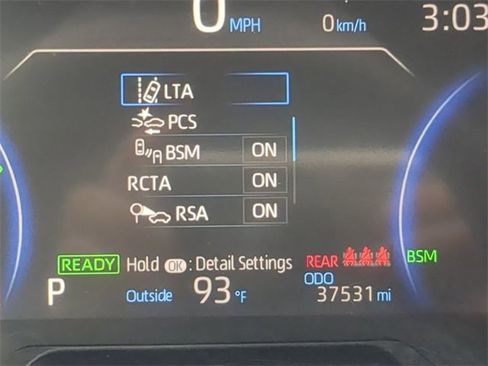 0 MPH 0 km/h 3:03
LTA
PCS
BSM ON
RCTA ON
RSA ON
READY Hold OK : Detail Settings REAR BSM
ODO
P Outside 93 °F 37531 mi